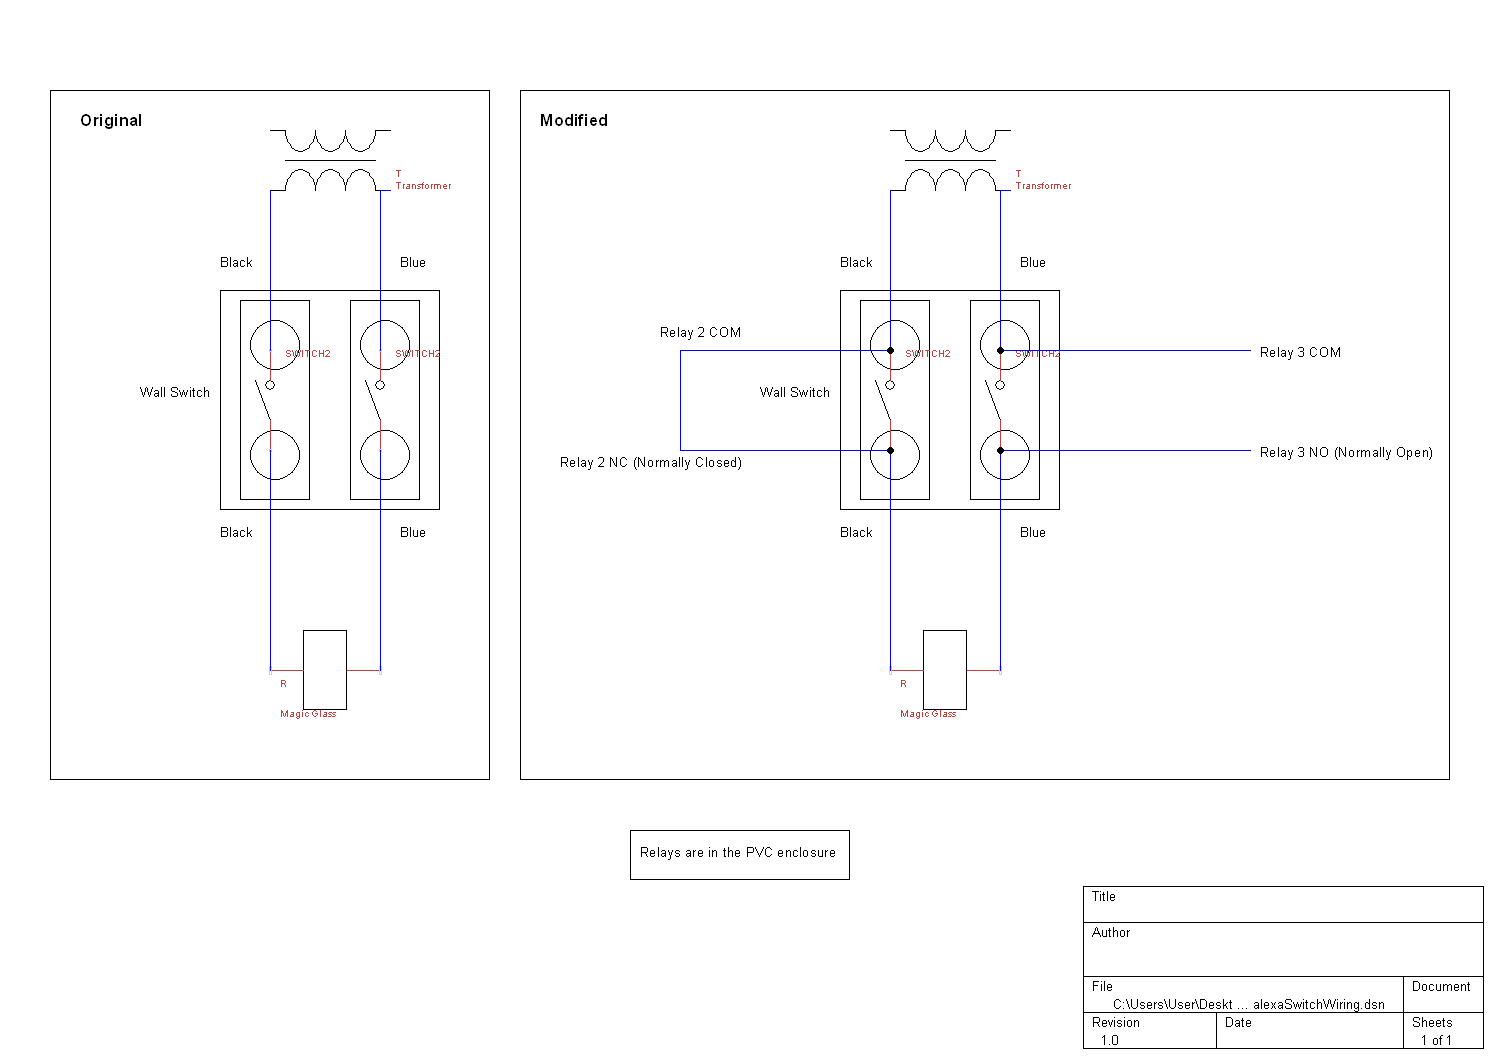 Original
T
Transformer
Black
Blue
SWITCH2
SWITCH2
Wall Switch
Black
Blue
R
Magic Glass
Modified
T
Transformer
Black
Blue
Relay 2 COM
SWITCH2
SWITCH2
Relay 3 COM
Wall Switch
Relay 2 NC (Normally Closed)
Relay 3 NO (Normally Open)
Black
Blue
R
Magic Glass
Relays are in the PVC enclosure
Title
Author
File
C:\Users\User\Deskt ... alexaSwitchWiring.dsn
Document
Revision
1.0
Date
Sheets
1 of 1